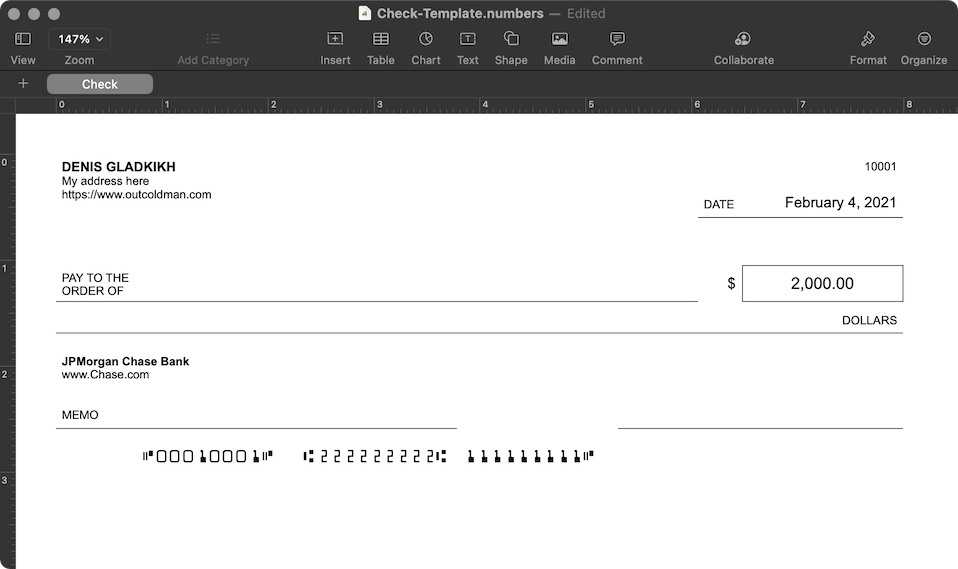 Check-Template.numbers — Edited
147%
View
Zoom
Add Category
Insert
Table
Chart
Text
Shape
Media
Comment
Collaborate
Format
Organize
Check
0 1 2 3 4 5 6 7 8
0
1
2
3
DENIS GLADKIKH
My address here
https://www.outcoldman.com
10001
DATE February 4, 2021
PAY TO THE
ORDER OF
$ 2,000.00
DOLLARS
JPMorgan Chase Bank
www.Chase.com
MEMO
⑈00010001⑈ ⑆222222222⑆ 111111111⑈